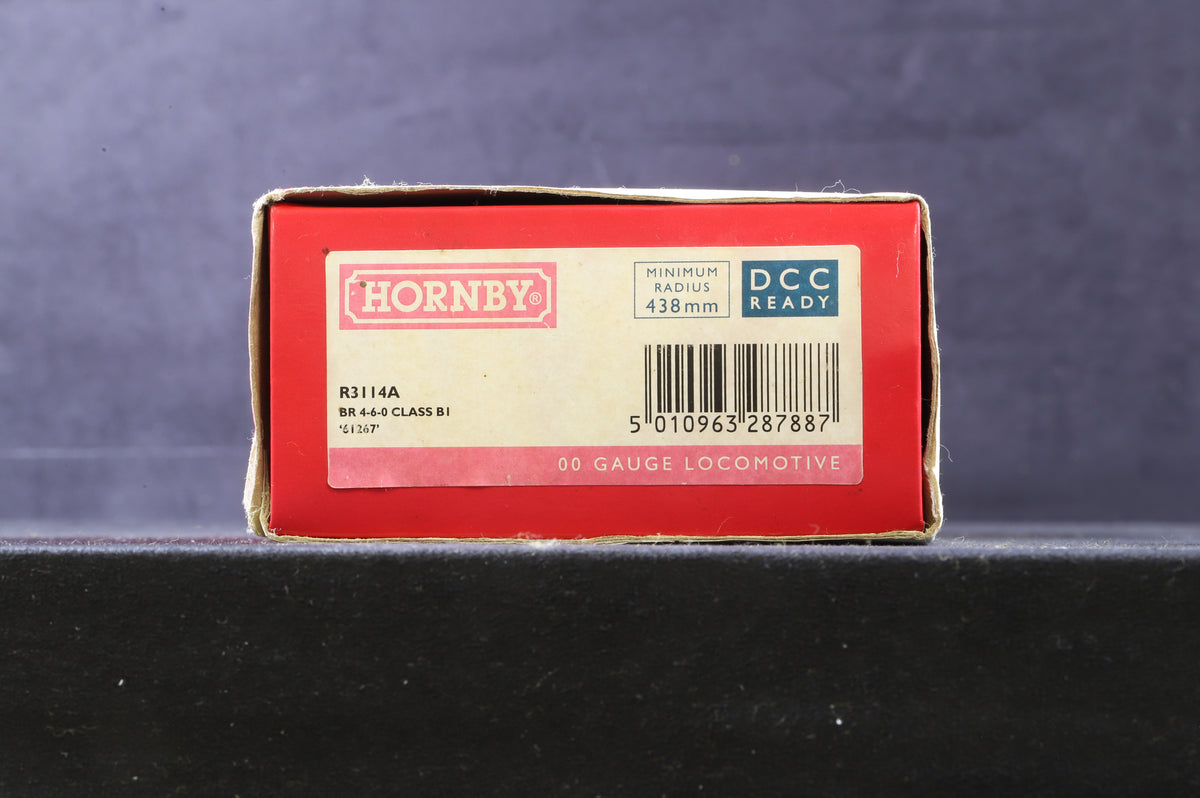 HORNBY®
MINIMUM
RADIUS
438mm
DCC
READY
R3114A
BR 4-6-0 CLASS B1
'61267'
5 010963 287887
00 GAUGE LOCOMOTIVE